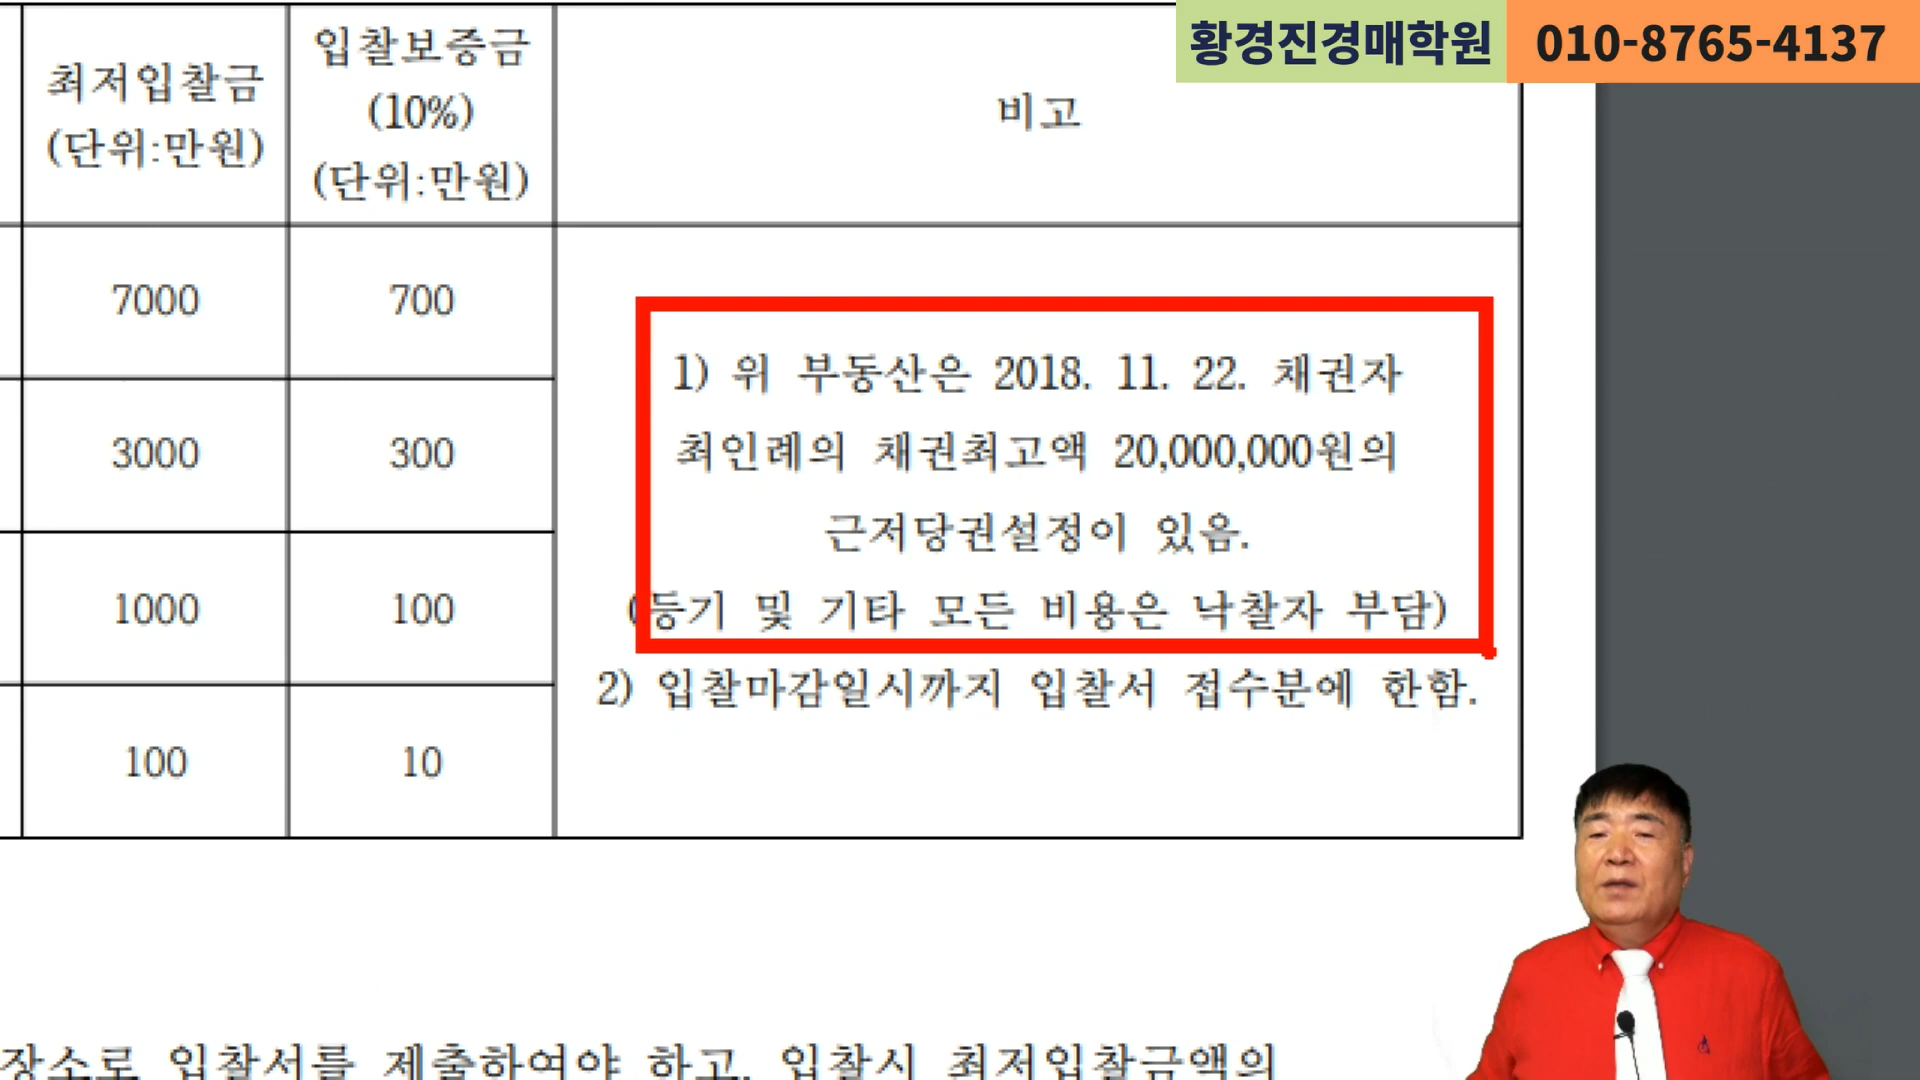 황경진경매학원 010-8765-4137
최저입찰금
(단위:만원)
입찰보증금
(10%)
(단위:만원)
비고
7000 700
3000 300
1000 100
100 10
1) 위 부동산은 2018. 11. 22. 채권자
최인례의 채권최고액 20,000,000원의
근저당권설정이 있음.
(등기 및 기타 모든 비용은 낙찰자 부담)
2) 입찰마감일시까지 입찰서 접수분에 한함.
장소로 입찰서를 제출하여야 하고, 입찰시 최저입찰금액의